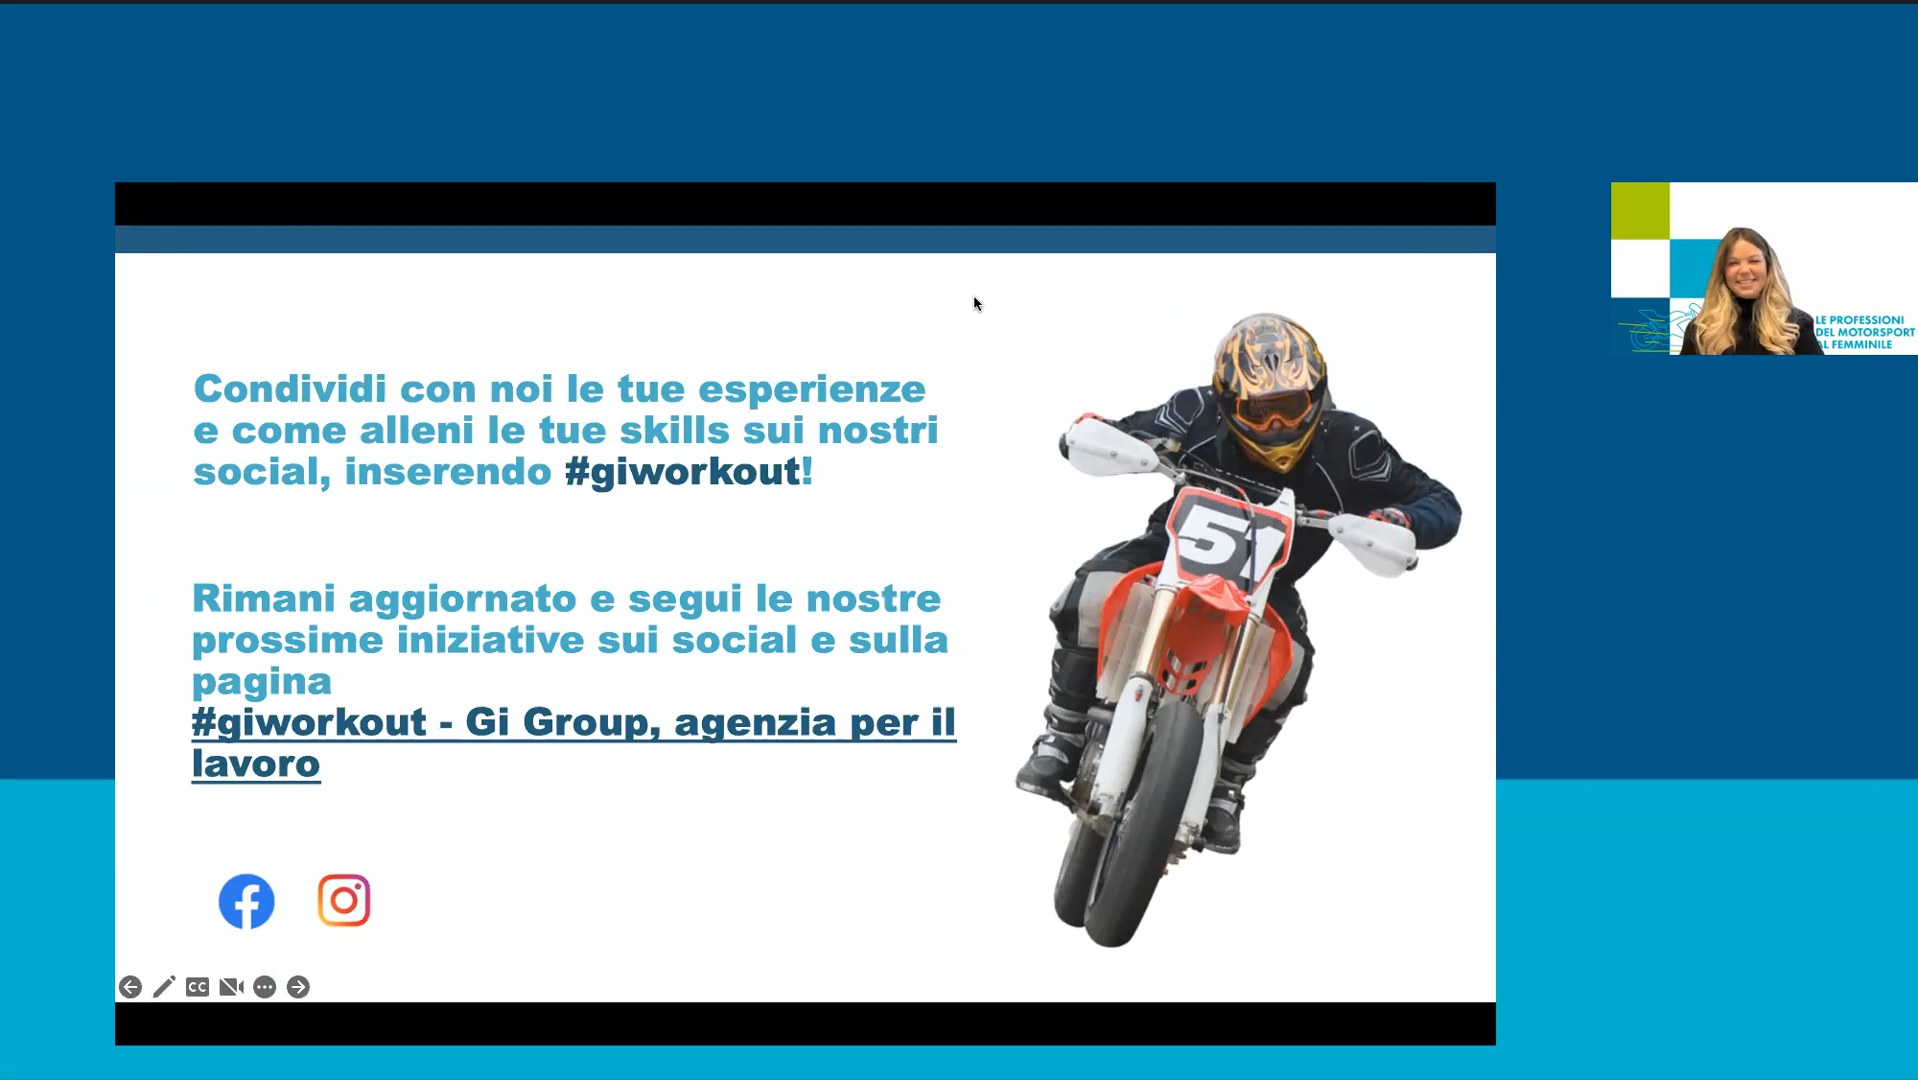 Condividi con noi le tue esperienze
e come alleni le tue skills sui nostri
social, inserendo #giworkout!
Rimani aggiornato e segui le nostre
prossime iniziative sui social e sulla
pagina
#giworkout - Gi Group, agenzia per il
lavoro
51
CC
LE PROFESSIONI
DEL MOTORSPORT
AL FEMMINILE